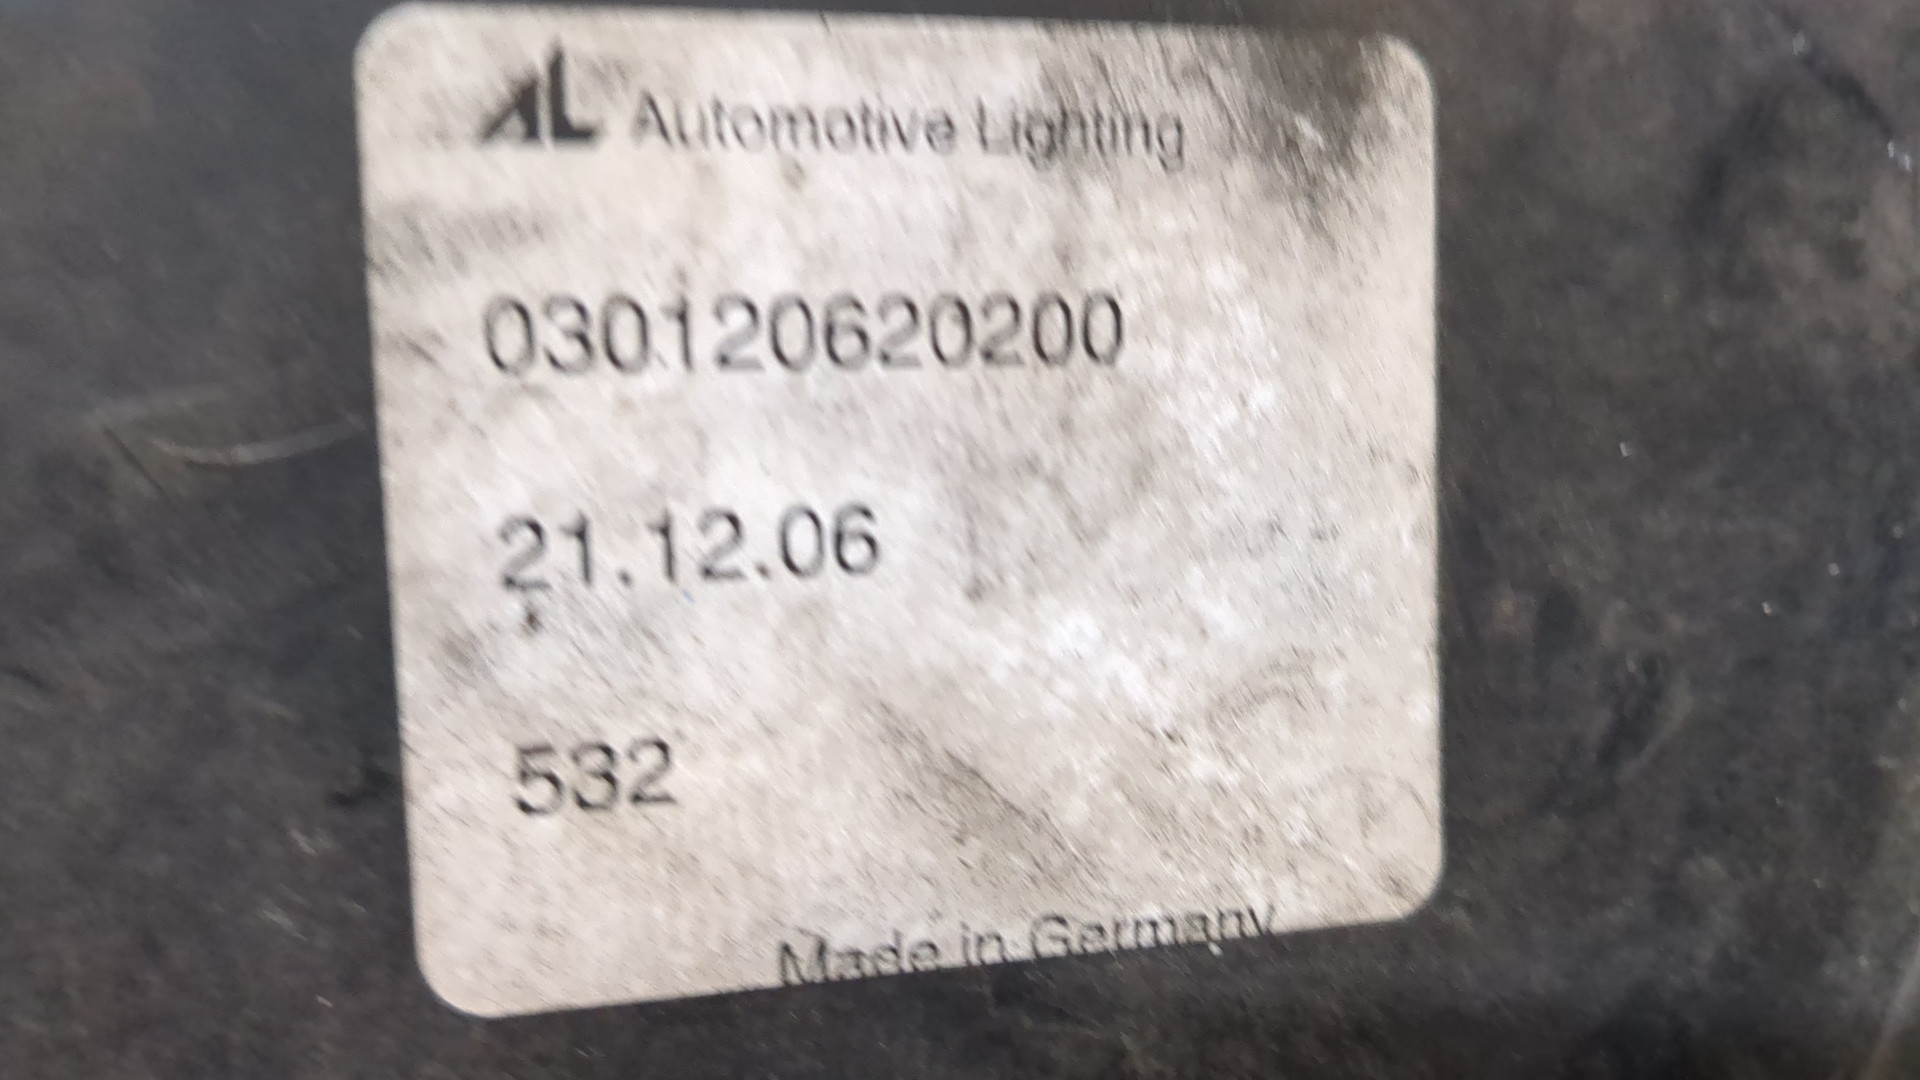 AL Automotive Lighting
030120620200
21.12.06
532
Made in Germany